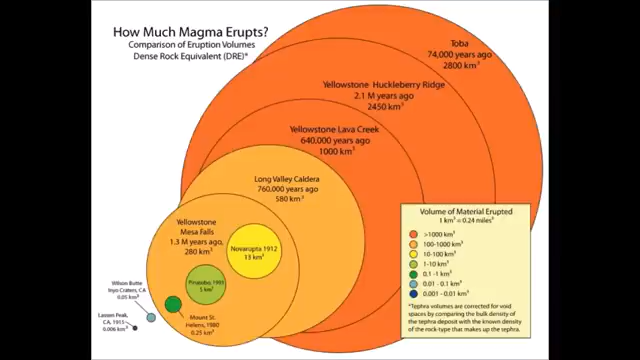 How Much Magma Erupts?
Comparison of Eruption Volumes
Dense Rock Equivalent (DRE)*
Toba
74,000 years ago
2800 km³
Yellowstone Huckleberry Ridge
2.1 M years ago
2450 km³
Yellowstone Lava Creek
640,000 years ago
1000 km³
Long Valley Caldera
760,000 years ago
580 km³
Yellowstone
Mesa Falls
1.3 M years ago,
280 km³
Novarupta 1912
13 km³
Pinatubo,
5 km³
Mount St.
Helens, 1980
0.25 km³
Wilson Butte
Inyo Craters, CA
0.05 km³
Lassen Peak,
CA, 1915
0.006 km³
Volume of Material Erupted
1 km³ = 0.24 miles³
>1000 km³
100-1000 km³
10-100 km³
1-10 km³
0.1 -1 km³
0.01 - 0.1 km³
0.001 - 0.01 km³
*Tephra volumes are corrected for void
spaces by comparing the bulk density of
the tephra deposit with the known density
of the rock-type that makes up the tephra.